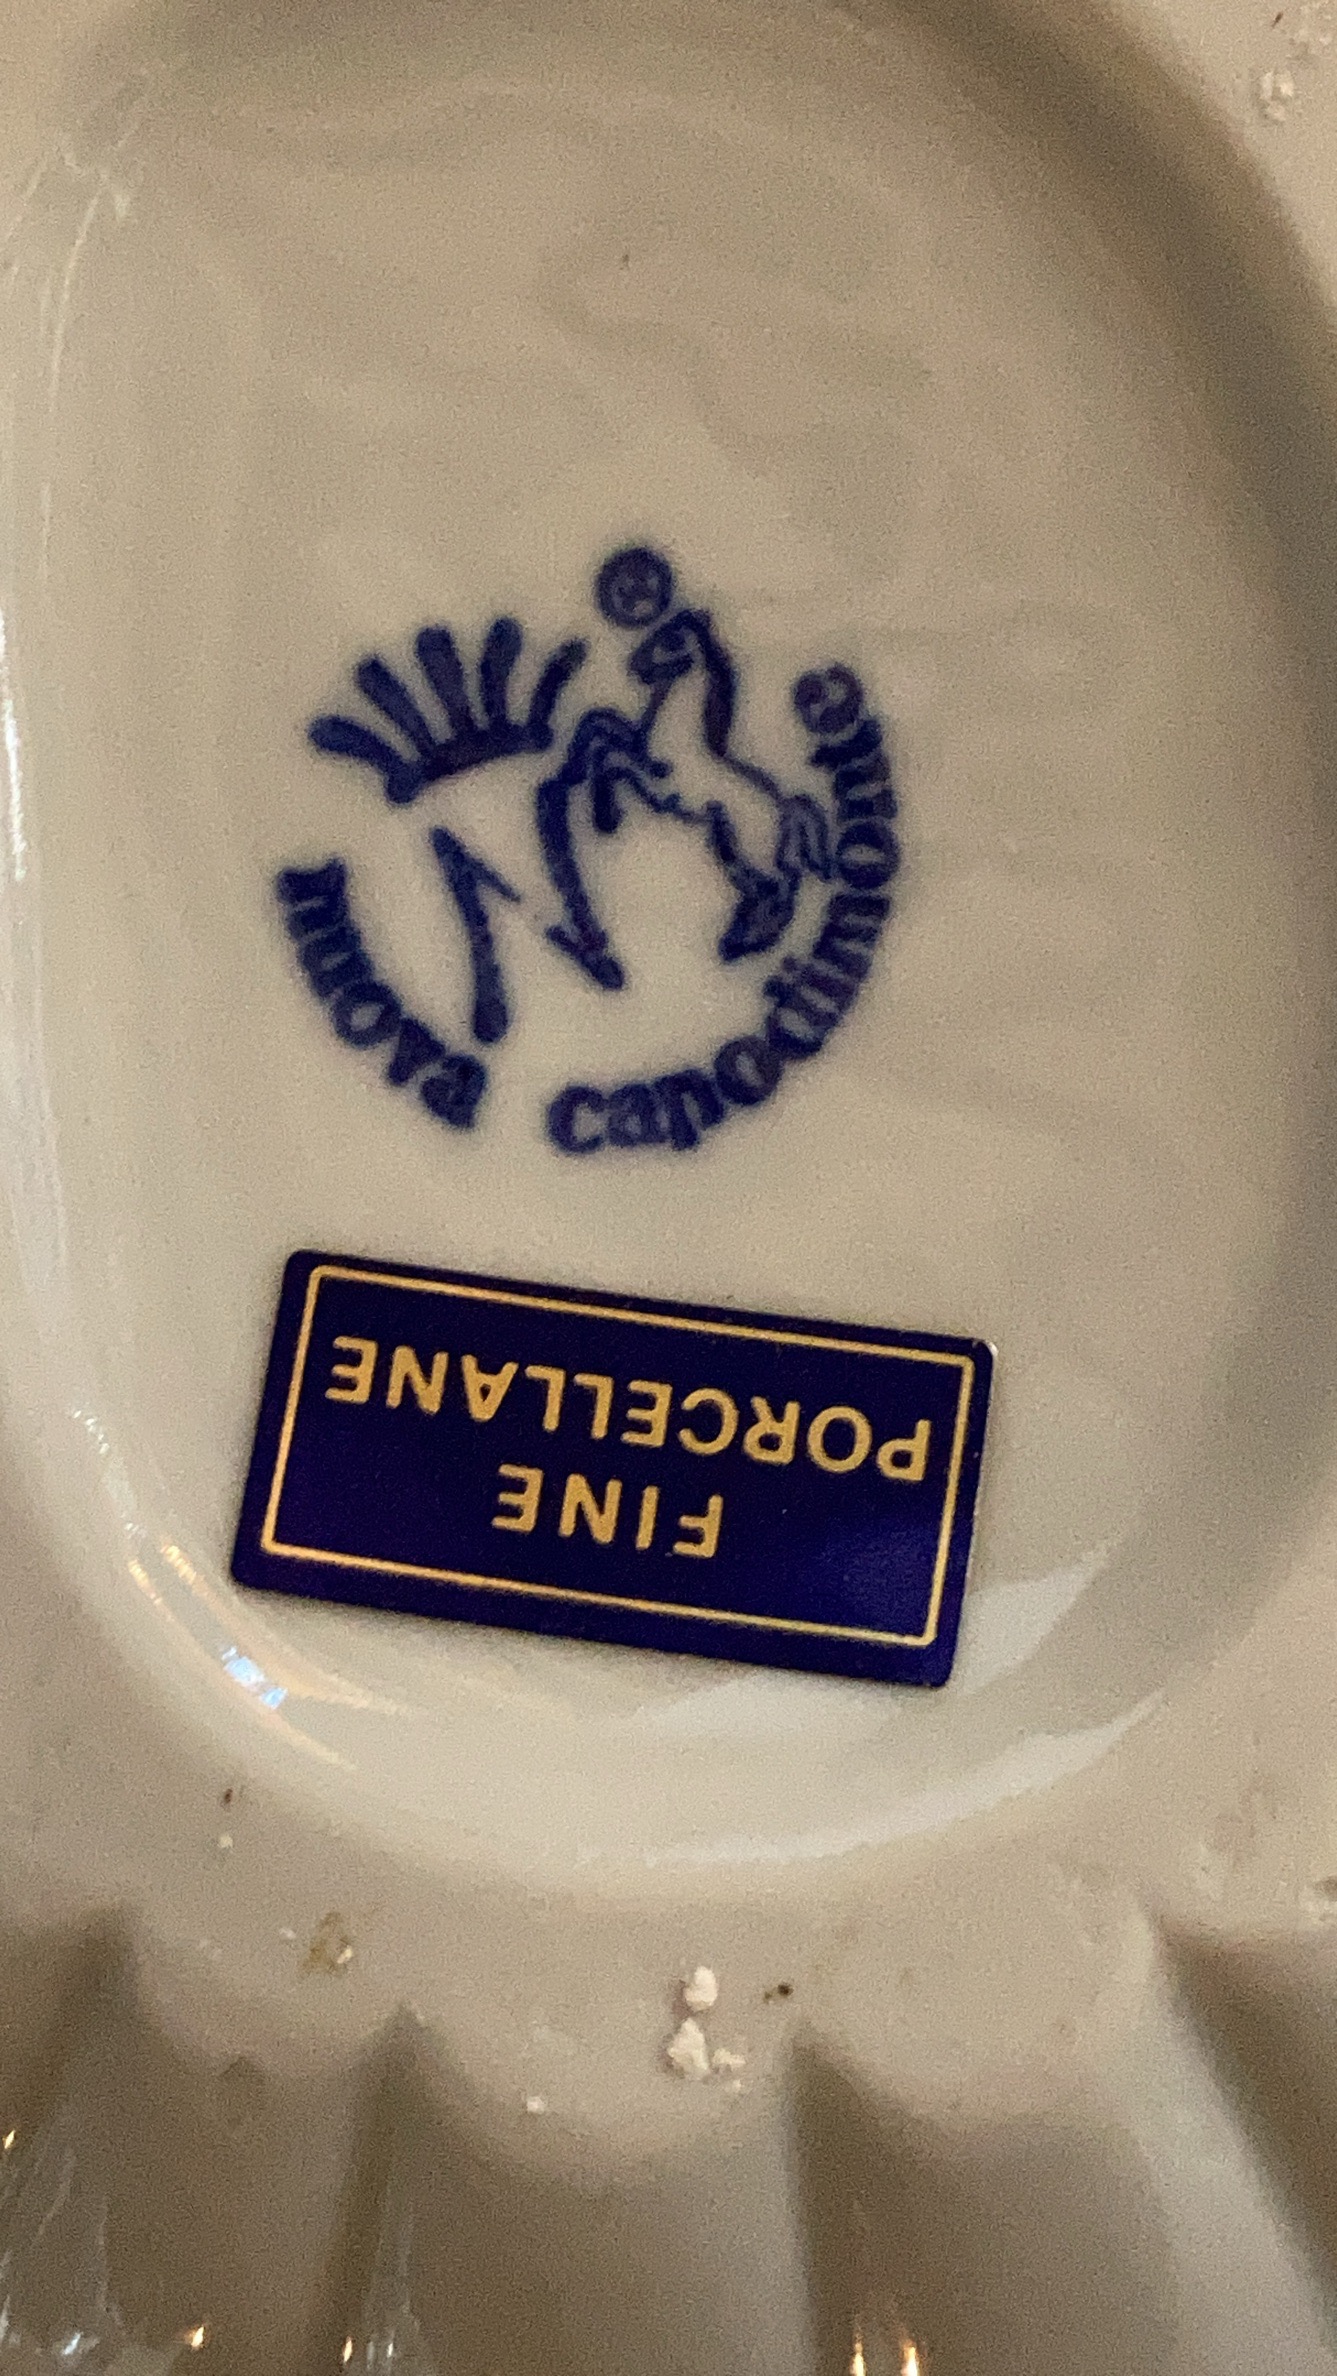 ®
N
nuova capodimonte
FINE
PORCELLANE